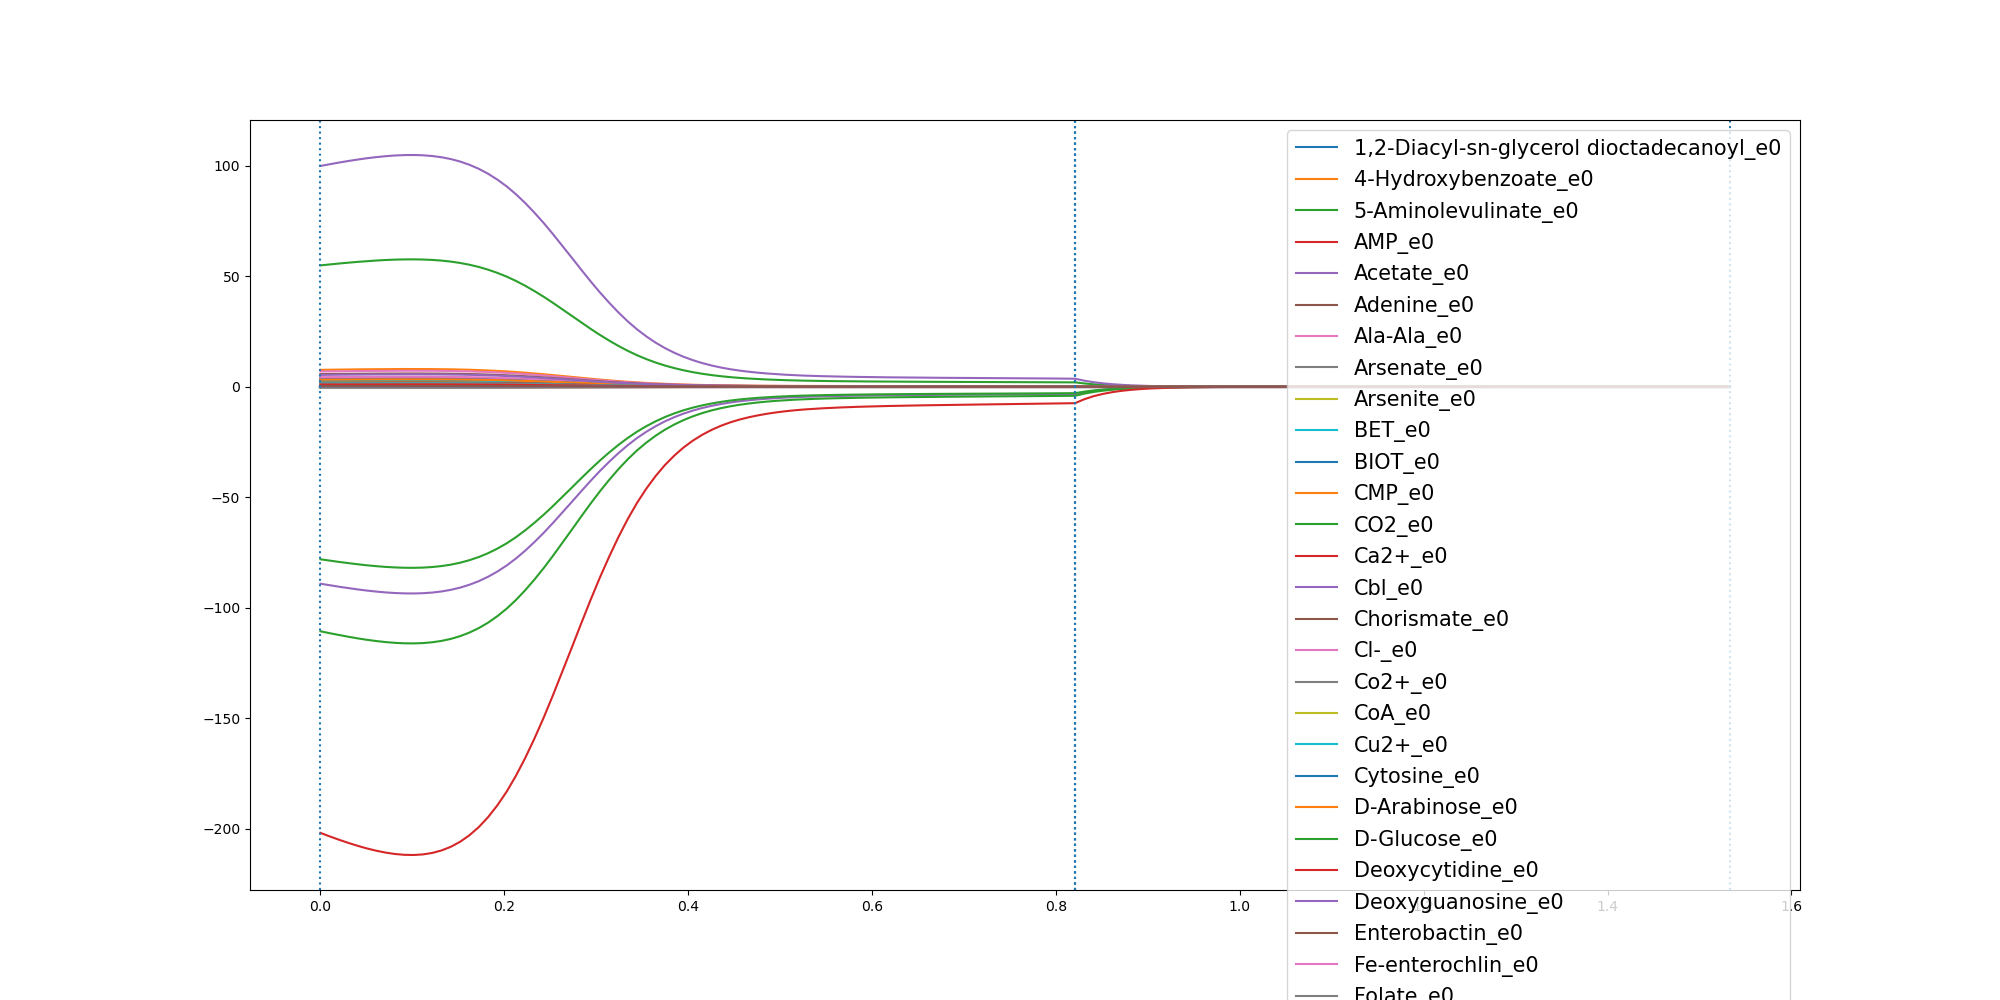 100
50
0
−50
−100
−150
−200
0.0 0.2 0.4 0.6 0.8 1.0 1.4 1.6
1,2-Diacyl-sn-glycerol dioctadecanoyl_e0
4-Hydroxybenzoate_e0
5-Aminolevulinate_e0
AMP_e0
Acetate_e0
Adenine_e0
Ala-Ala_e0
Arsenate_e0
Arsenite_e0
BET_e0
BIOT_e0
CMP_e0
CO2_e0
Ca2+_e0
Cbl_e0
Chorismate_e0
Cl-_e0
Co2+_e0
CoA_e0
Cu2+_e0
Cytosine_e0
D-Arabinose_e0
D-Glucose_e0
Deoxycytidine_e0
Deoxyguanosine_e0
Enterobactin_e0
Fe-enterochlin_e0
Folate_e0